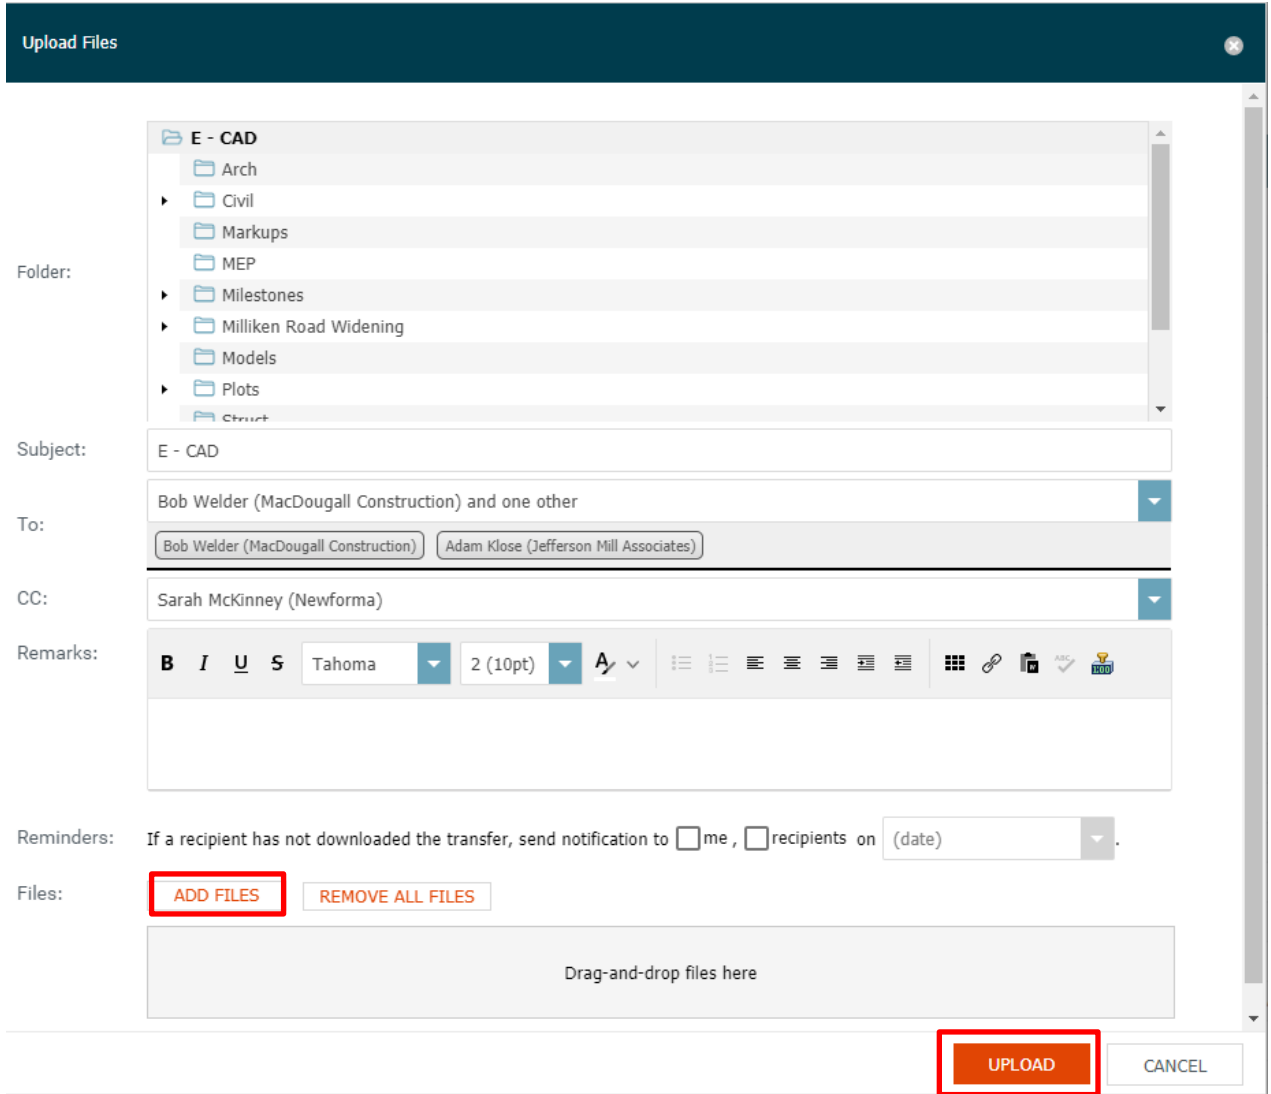 Upload Files
Folder:
E - CAD
Arch
Civil
Markups
MEP
Milestones
Milliken Road Widening
Models
Plots
Struct
Subject:
E - CAD
To:
Bob Welder (MacDougall Construction) and one other
Bob Welder (MacDougall Construction) Adam Klose (Jefferson Mill Associates)
CC:
Sarah McKinney (Newforma)
Remarks:
B I U S Tahoma 2 (10pt) A ABC
Reminders: If a recipient has not downloaded the transfer, send notification to me , recipients on (date) .
Files: ADD FILES REMOVE ALL FILES
Drag-and-drop files here
UPLOAD CANCEL